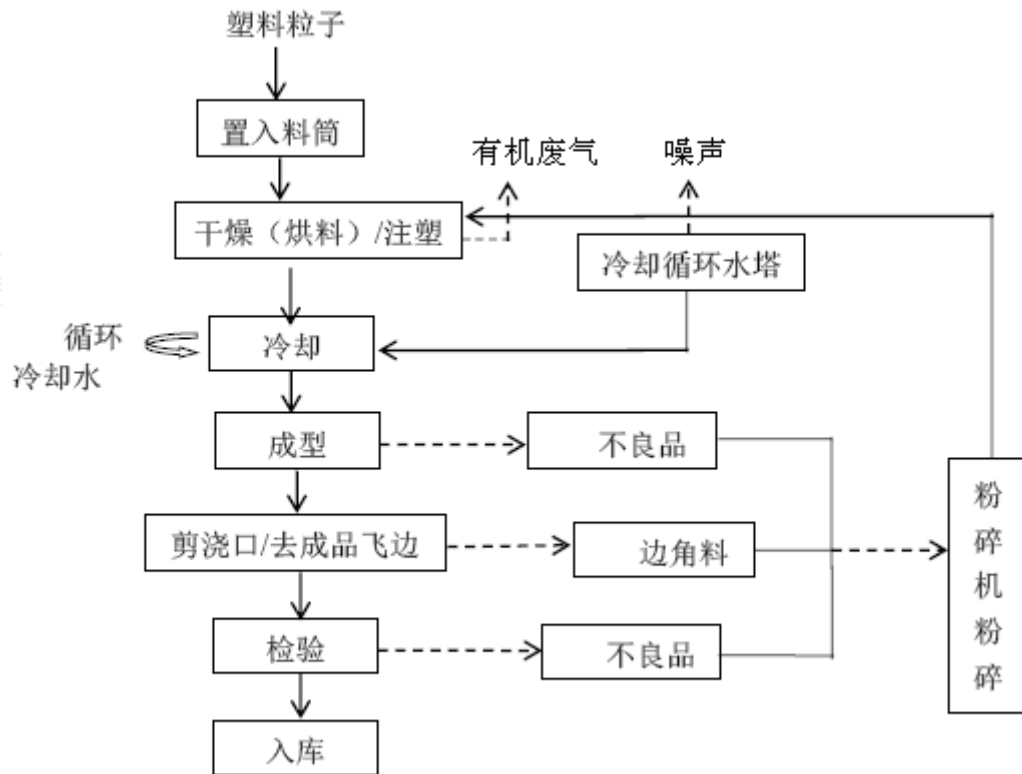 塑料粒子
置入料筒
有机废气
噪声
干燥（烘料）/注塑
冷却循环水塔
循环
冷却水
冷却
成型
不良品
剪浇口/去成品飞边
边角料
粉碎机粉碎
检验
不良品
入库